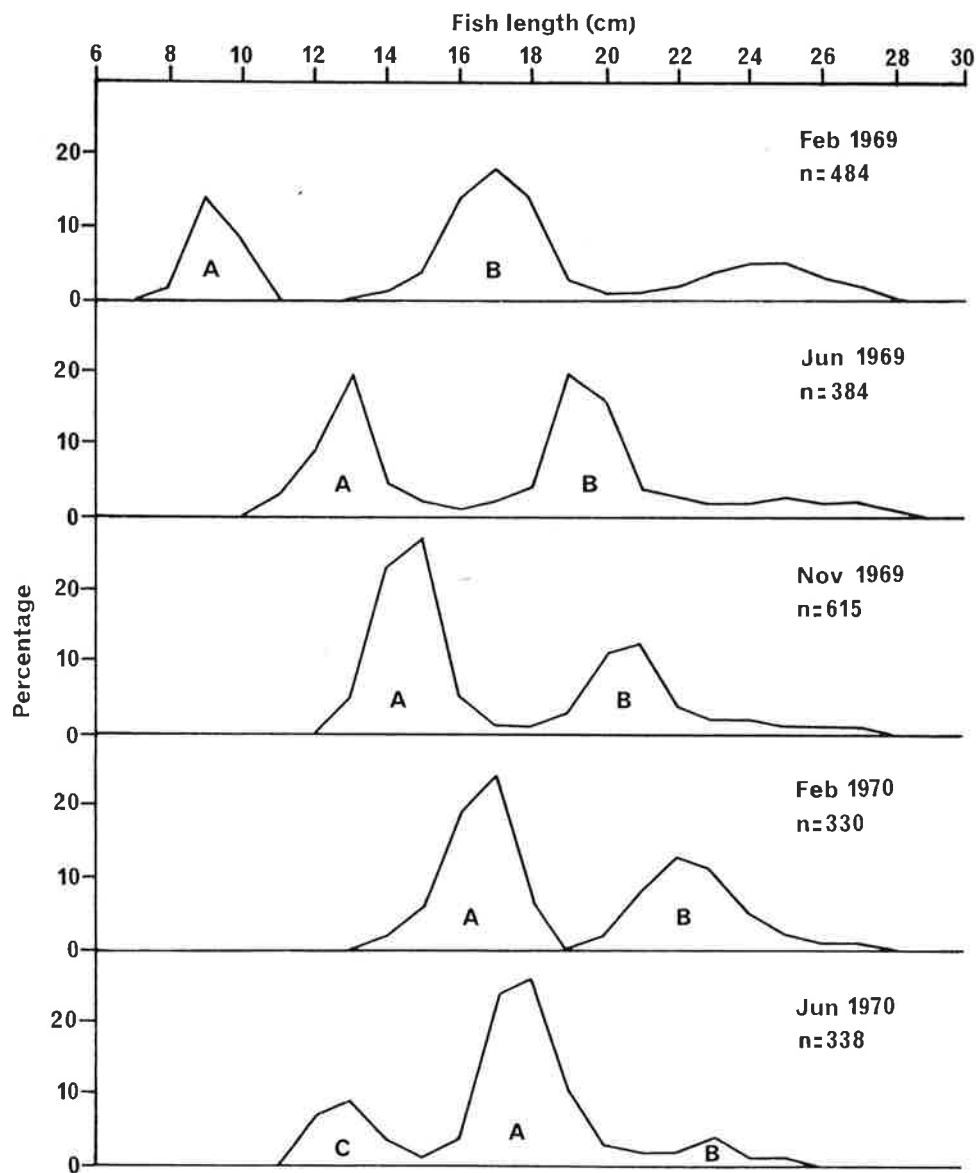 Fish length (cm)
6 8 10 12 14 16 18 20 22 24 26 28 30
Feb 1969
n=484
20
10
0
A
B
Jun 1969
n=384
20
10
0
A
B
Nov 1969
n=615
20
10
0
A
B
Percentage
Feb 1970
n=330
20
10
0
A
B
Jun 1970
n=338
20
10
0
C
A
B